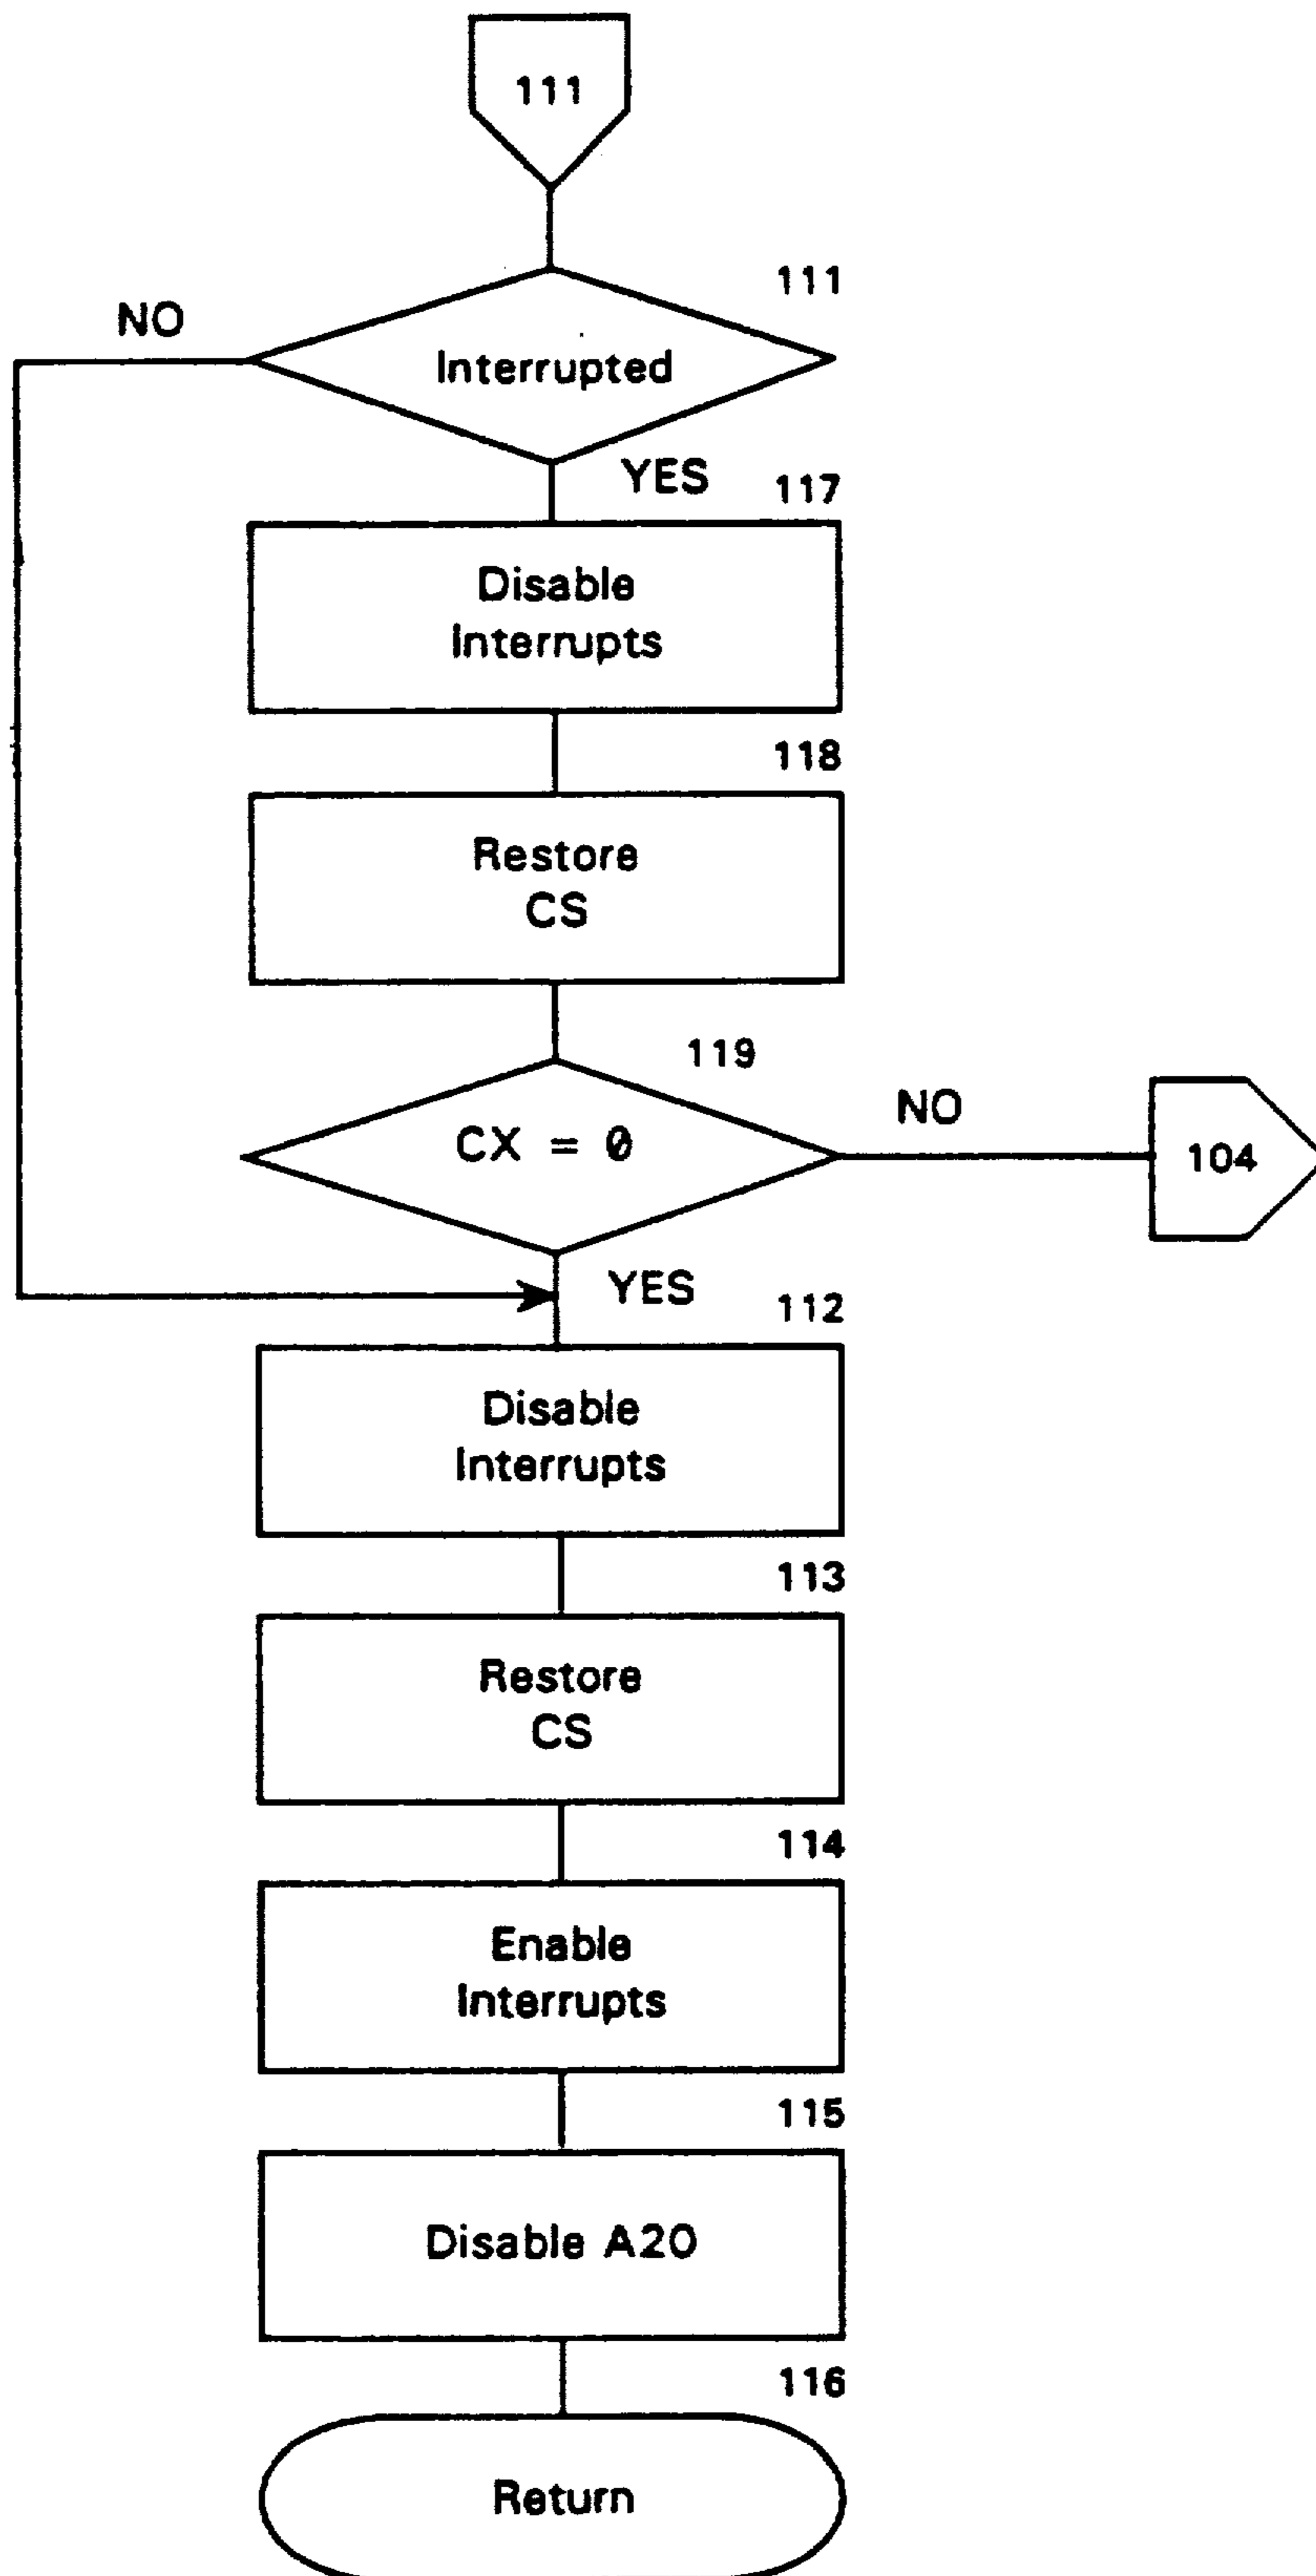 111
111
NO
Interrupted
YES
117
Disable
Interrupts
118
Restore
CS
119
NO
CX = 0
104
YES
112
Disable
Interrupts
113
Restore
CS
114
Enable
Interrupts
115
Disable A20
116
Return